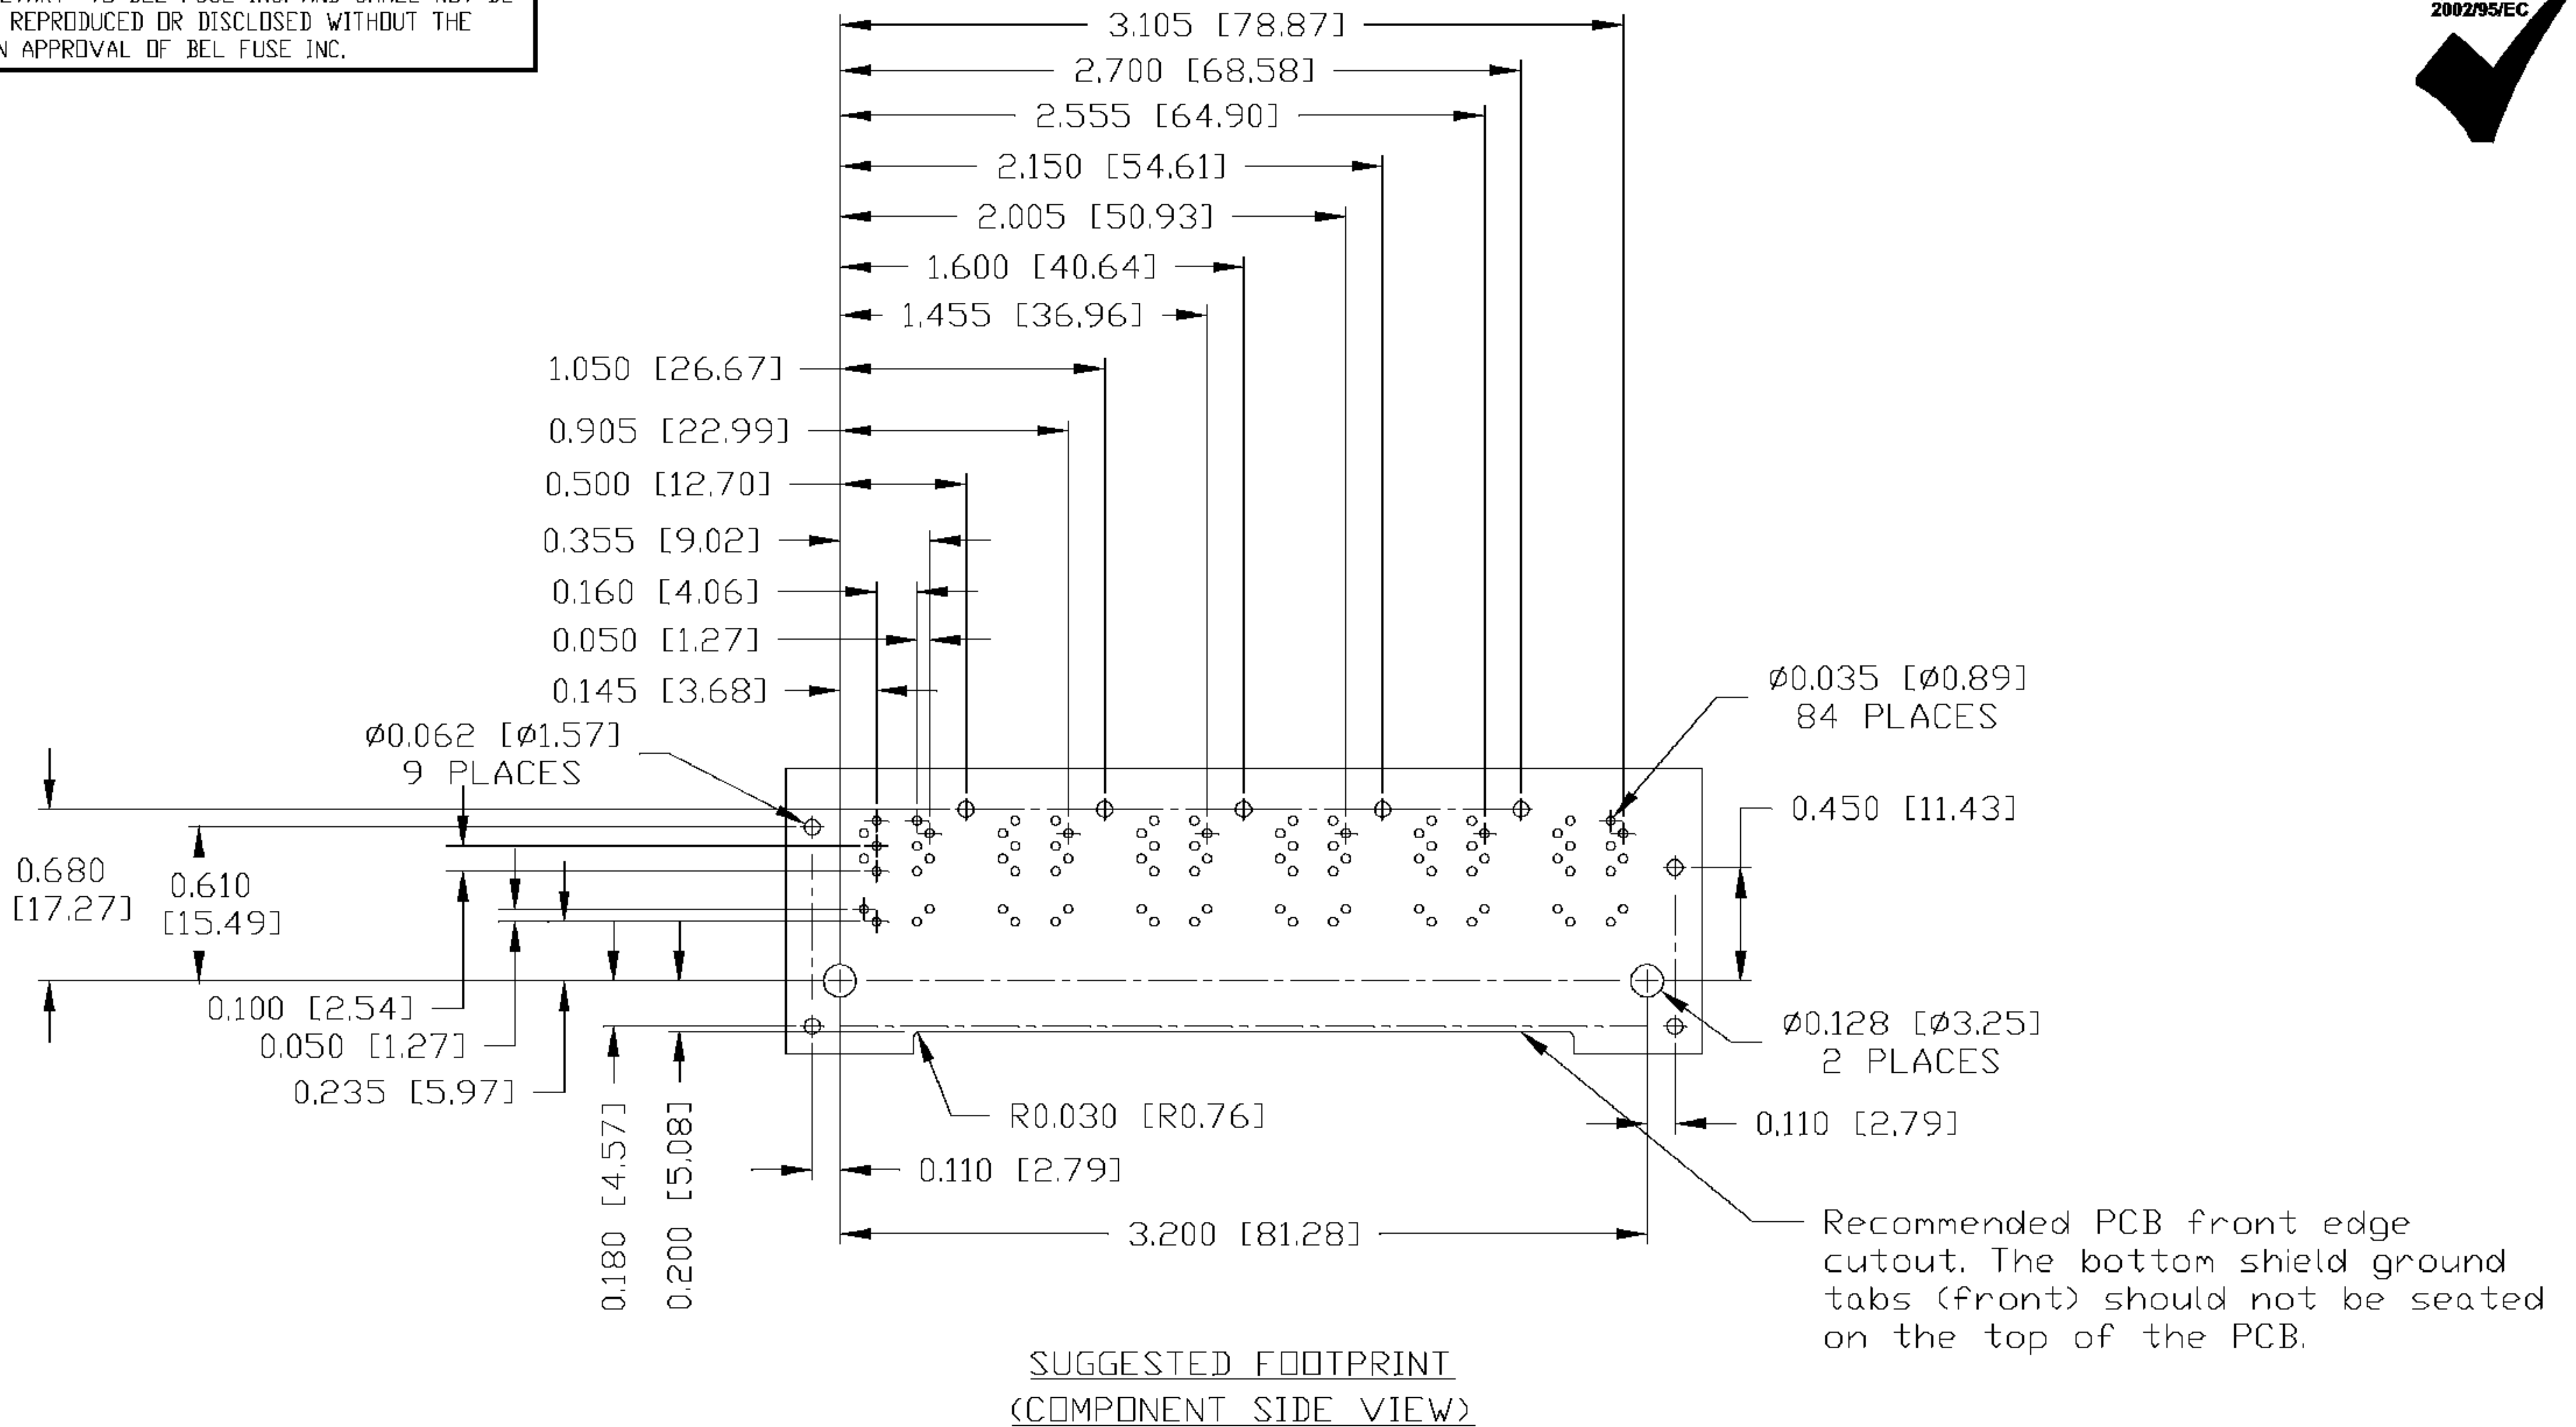 REPRODUCED OR DISCLOSED WITHOUT THE
APPROVAL OF BEL FUSE INC.
2002/95/EC
3.105 [78.87]
2.700 [68.58]
2.555 [64.90]
2.150 [54.61]
2.005 [50.93]
1.600 [40.64]
1.455 [36.96]
1.050 [26.67]
0.905 [22.99]
0.500 [12.70]
0.355 [9.02]
0.160 [4.06]
0.050 [1.27]
0.145 [3.68]
Ø0.062 [Ø1.57]
9 PLACES
Ø0.035 [Ø0.89]
84 PLACES
0.450 [11.43]
0.680
[17.27]
0.610
[15.49]
0.100 [2.54]
0.050 [1.27]
0.235 [5.97]
0.180 [4.57]
0.200 [5.08]
R0.030 [R0.76]
0.110 [2.79]
3.200 [81.28]
Ø0.128 [Ø3.25]
2 PLACES
0.110 [2.79]
Recommended PCB front edge
cutout. The bottom shield ground
tabs (front) should not be seated
on the top of the PCB.
SUGGESTED FOOTPRINT
(COMPONENT SIDE VIEW)